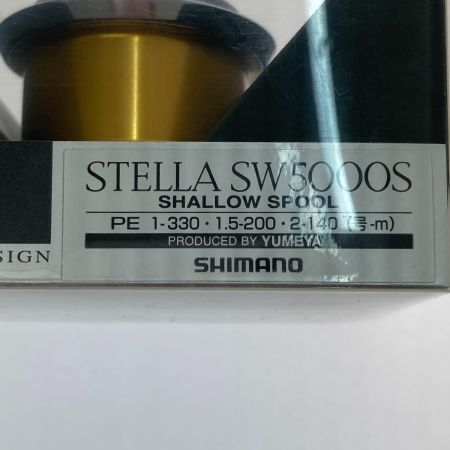 STELLA SW5000S
SHALLOW SPOOL
PE 1-330・1.5-200・2-140(号-m)
PRODUCED BY YUMEYA
SIGN
SHIMANO